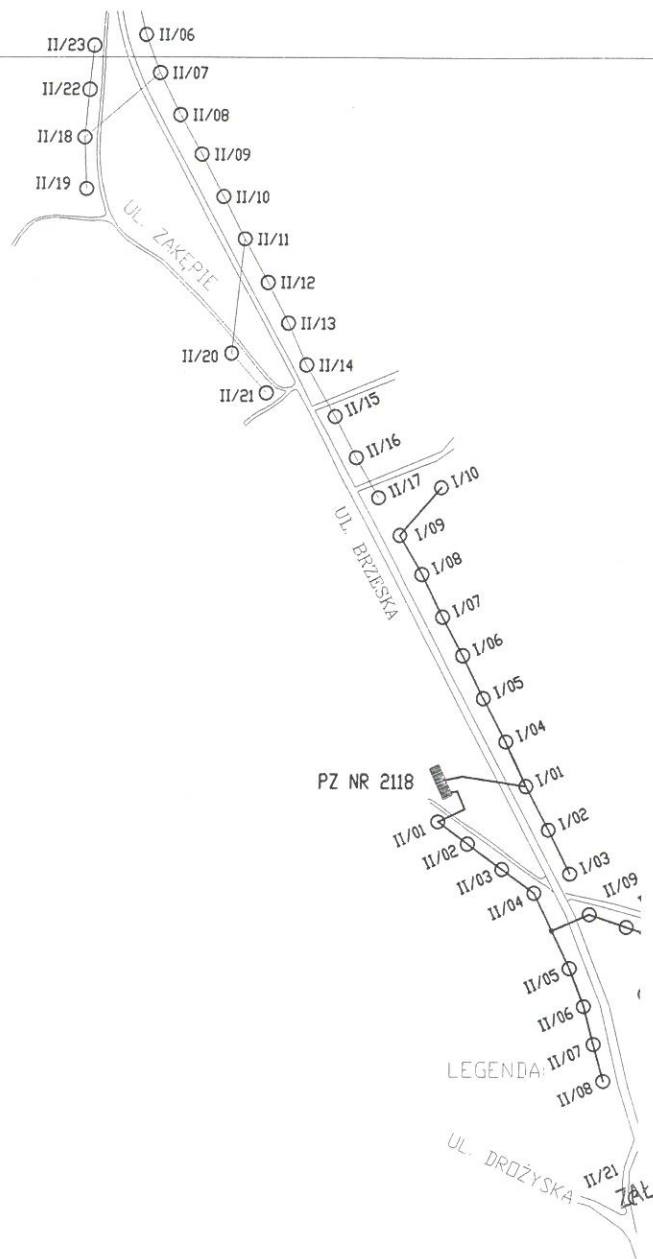 II/23
II/06
II/07
II/22
II/08
II/18
II/09
II/19
II/10
UL. ZAKĘPIE
II/11
II/12
II/13
II/20
II/14
II/21
II/15
II/16
II/17
I/10
UL. BRZESKA
I/09
I/08
I/07
I/06
I/05
I/04
PZ NR 2118
I/01
II/01
I/02
II/02
I/03
II/03
II/09
II/04
II/05
II/06
II/07
LEGENDA:
II/08
UL. DROŻYSKA
II/21
ZAŁ